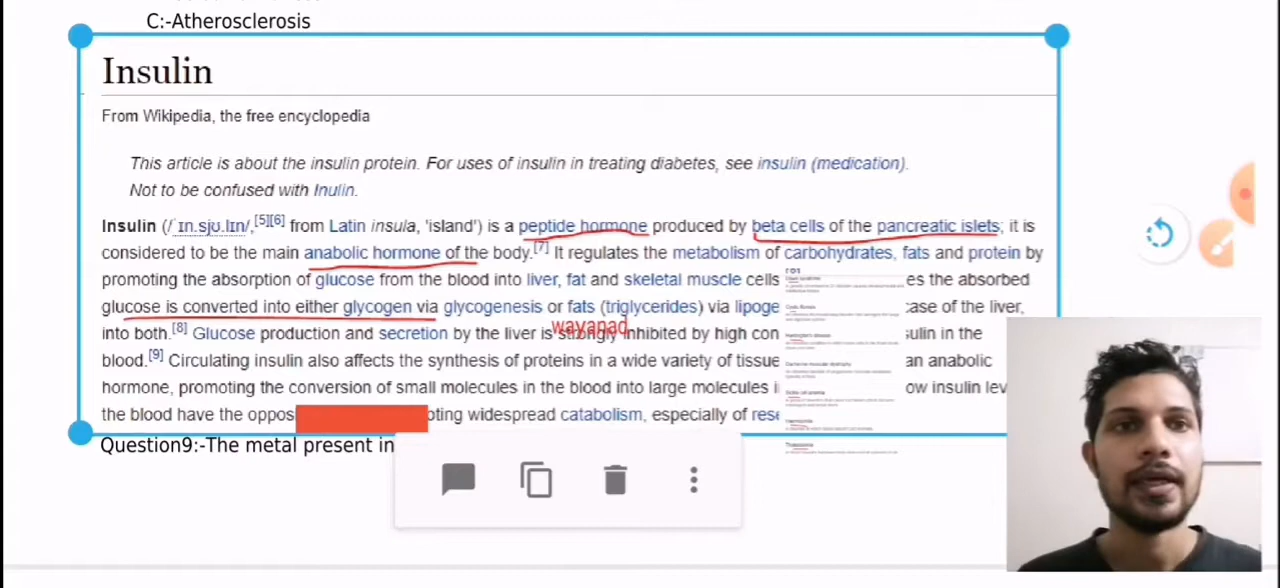 C:-Atherosclerosis
Insulin
From Wikipedia, the free encyclopedia
This article is about the insulin protein. For uses of insulin in treating diabetes, see insulin (medication).
Not to be confused with Inulin.
Insulin (/ˈɪn.sjʊ.lɪn/,[5][6] from Latin insula, 'island') is a peptide hormone produced by beta cells of the pancreatic islets; it is
considered to be the main anabolic hormone of the body.[7] It regulates the metabolism of carbohydrates, fats and protein by
promoting the absorption of glucose from the blood into liver, fat and skeletal muscle cells es the absorbed
glucose is converted into either glycogen via glycogenesis or fats (triglycerides) via lipoge ase of the liver,
wayanad
into both.[8] Glucose production and secretion by the liver is strongly inhibited by high con ulin in the
blood.[9] Circulating insulin also affects the synthesis of proteins in a wide variety of tissue an anabolic
hormone, promoting the conversion of small molecules in the blood into large molecules i ow insulin lev
the blood have the oppos oting widespread catabolism, especially of rese
Question9:-The metal present in